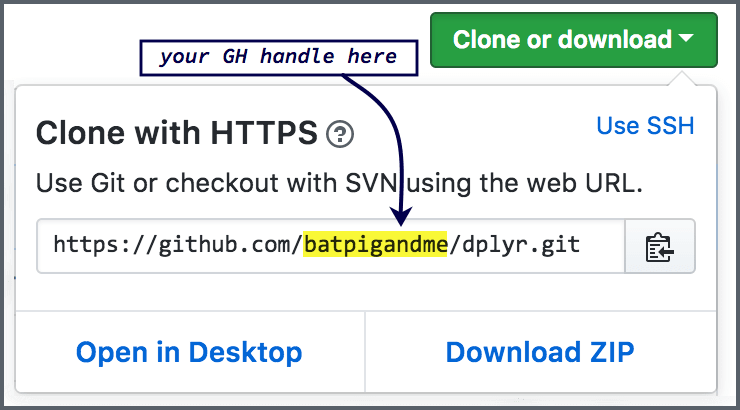 your GH handle here
Clone or download
Clone with HTTPS ?
Use SSH
Use Git or checkout with SVN using the web URL.
https://github.com/batpigandme/dplyr.git
Open in Desktop
Download ZIP